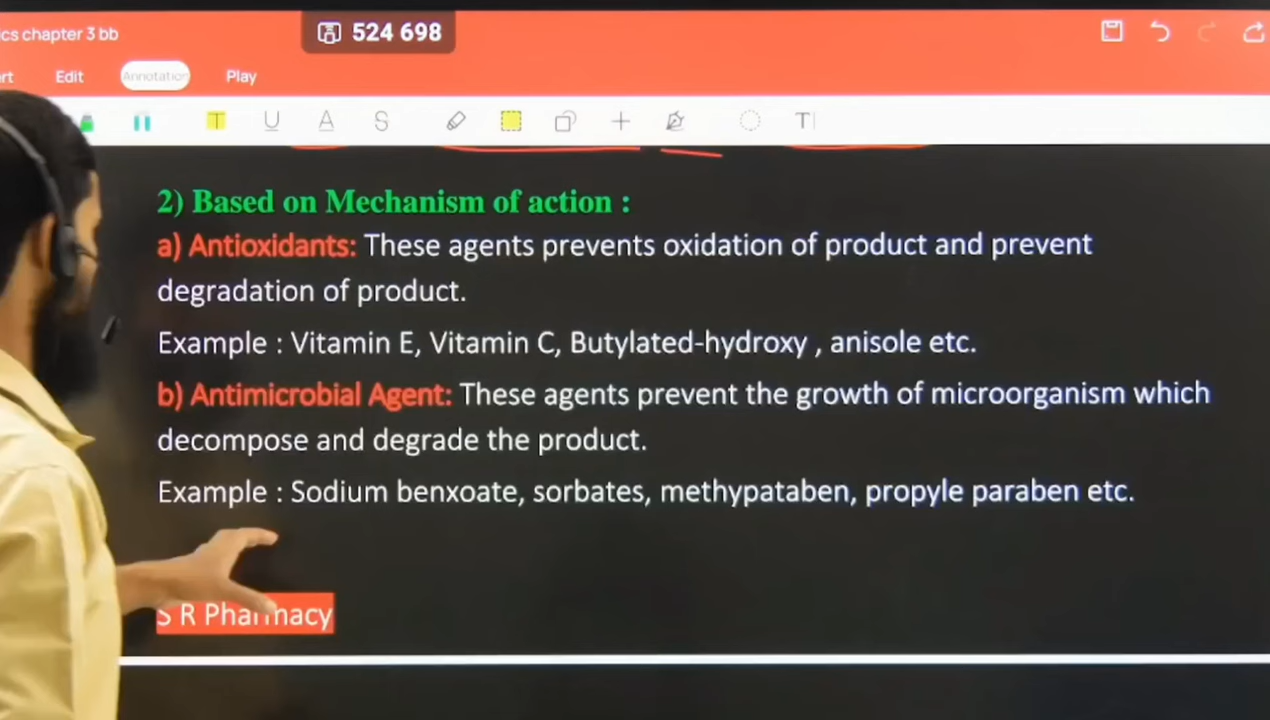 ics chapter 3 bb
524 698
rt Edit Annotation Play
T U A S T
2) Based on Mechanism of action :
a) Antioxidants: These agents prevents oxidation of product and prevent
degradation of product.
Example : Vitamin E, Vitamin C, Butylated-hydroxy , anisole etc.
b) Antimicrobial Agent: These agents prevent the growth of microorganism which
decompose and degrade the product.
Example : Sodium benxoate, sorbates, methypataben, propyle paraben etc.
S R Pharmacy